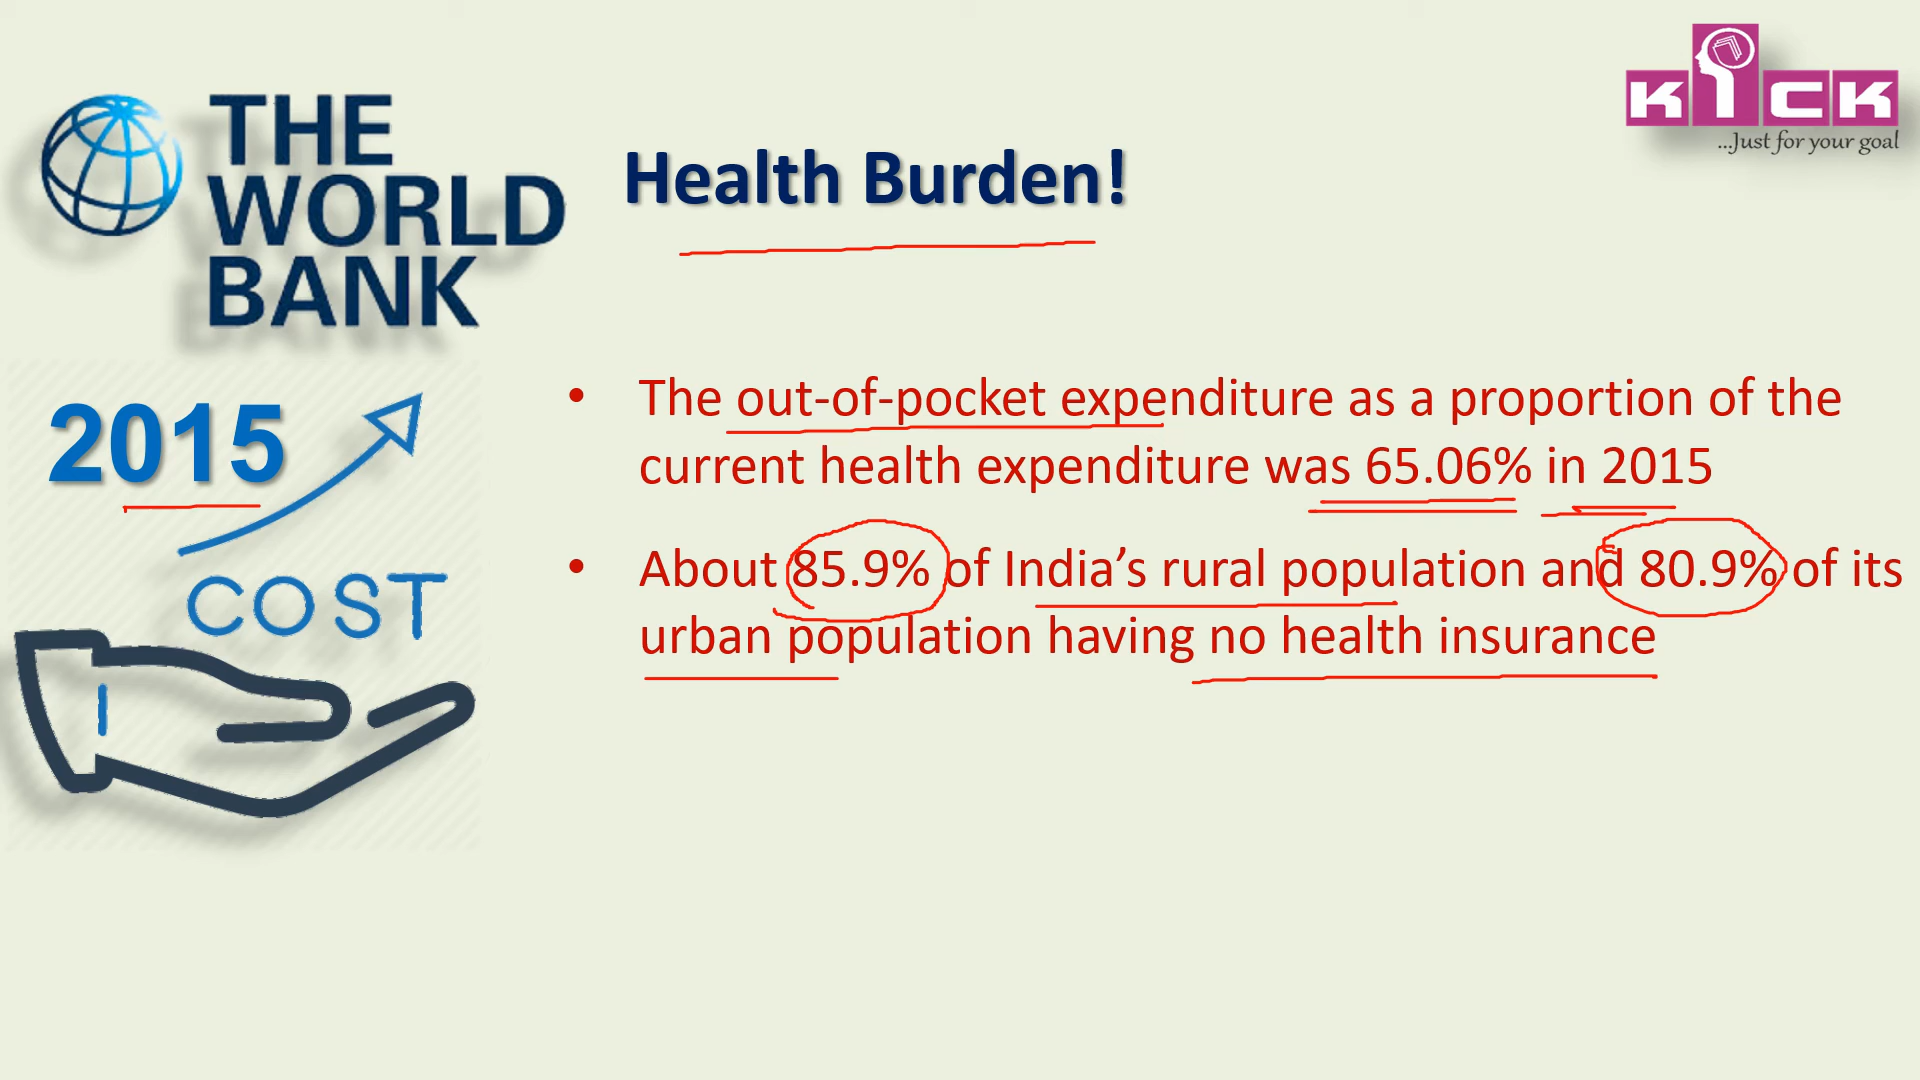 THE
WORLD
BANK
KICK
...Just for your goal
Health Burden!
2015
COST
• The out-of-pocket expenditure as a proportion of the
current health expenditure was 65.06% in 2015
• About 85.9% of India’s rural population and 80.9% of its
urban population having no health insurance